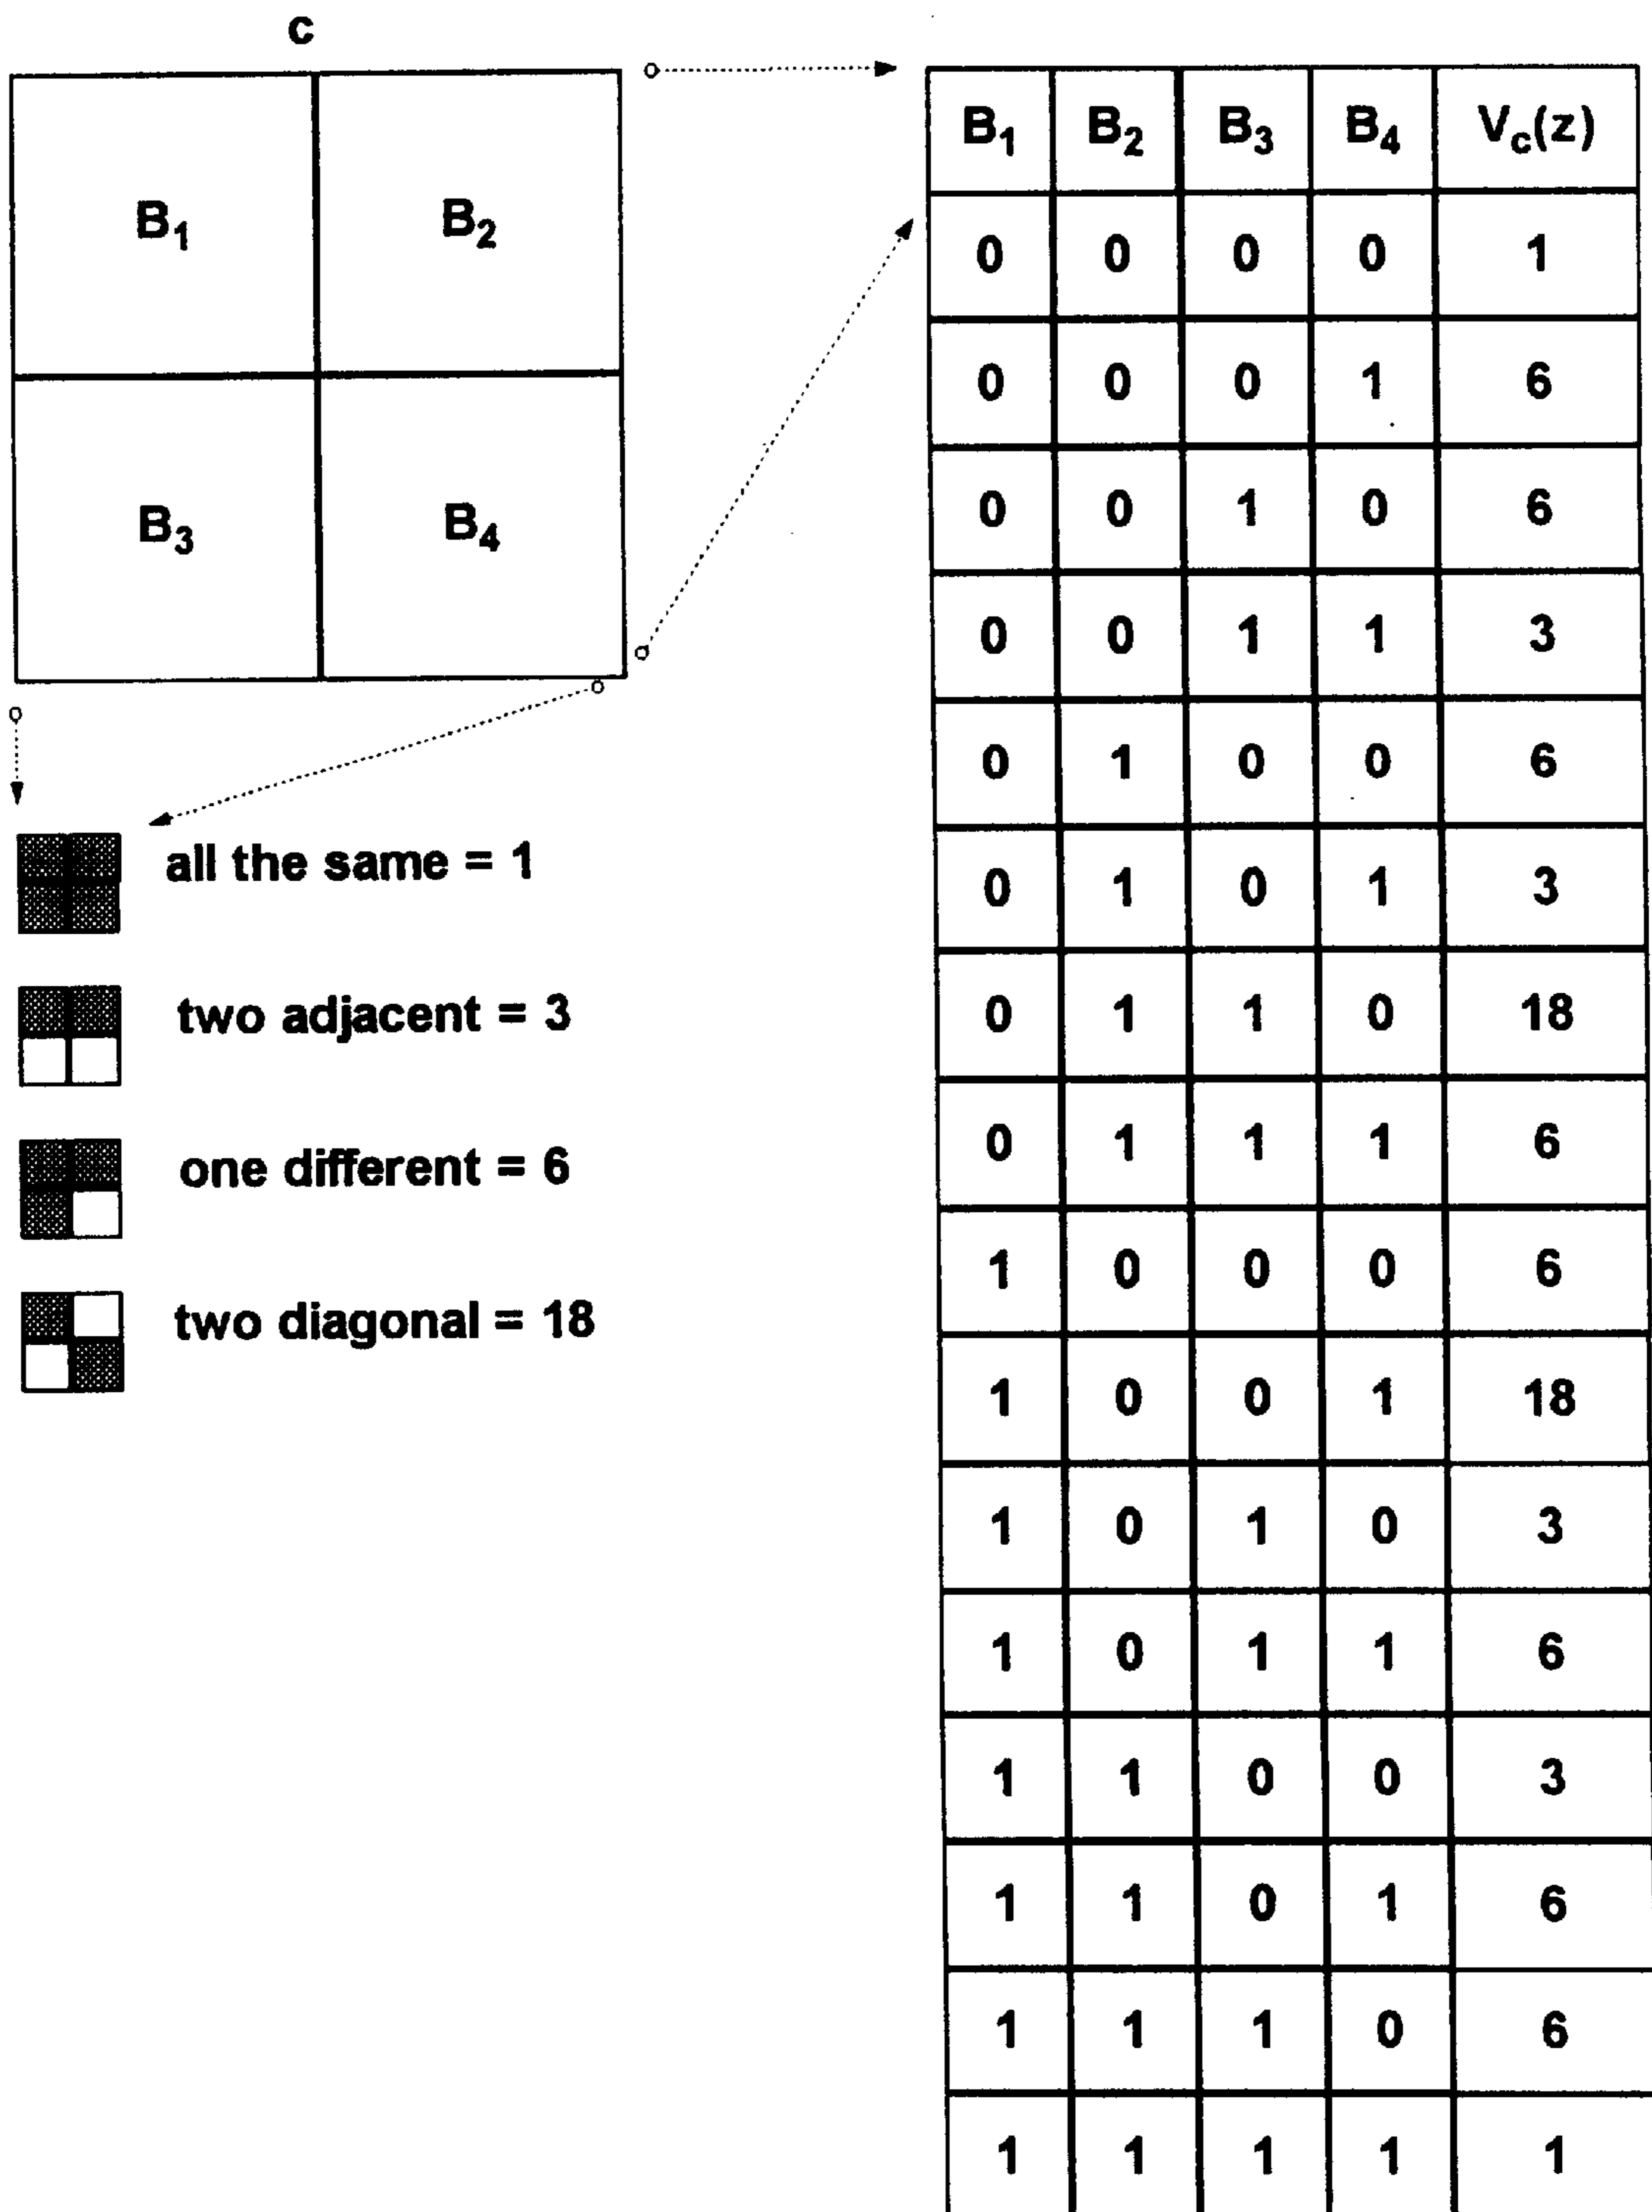 c
B₁ B₂
B₃ B₄
all the same = 1
two adjacent = 3
one different = 6
two diagonal = 18
B₁ B₂ B₃ B₄ V_c(z)
0 0 0 0 1
0 0 0 1 6
0 0 1 0 6
0 0 1 1 3
0 1 0 0 6
0 1 0 1 3
0 1 1 0 18
0 1 1 1 6
1 0 0 0 6
1 0 0 1 18
1 0 1 0 3
1 0 1 1 6
1 1 0 0 3
1 1 0 1 6
1 1 1 0 6
1 1 1 1 1